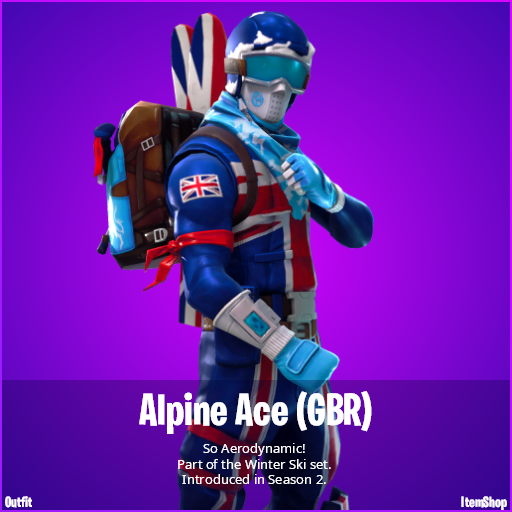 Alpine Ace (GBR)
So Aerodynamic!
Part of the Winter Ski set.
Introduced in Season 2.
Outfit
ItemShop